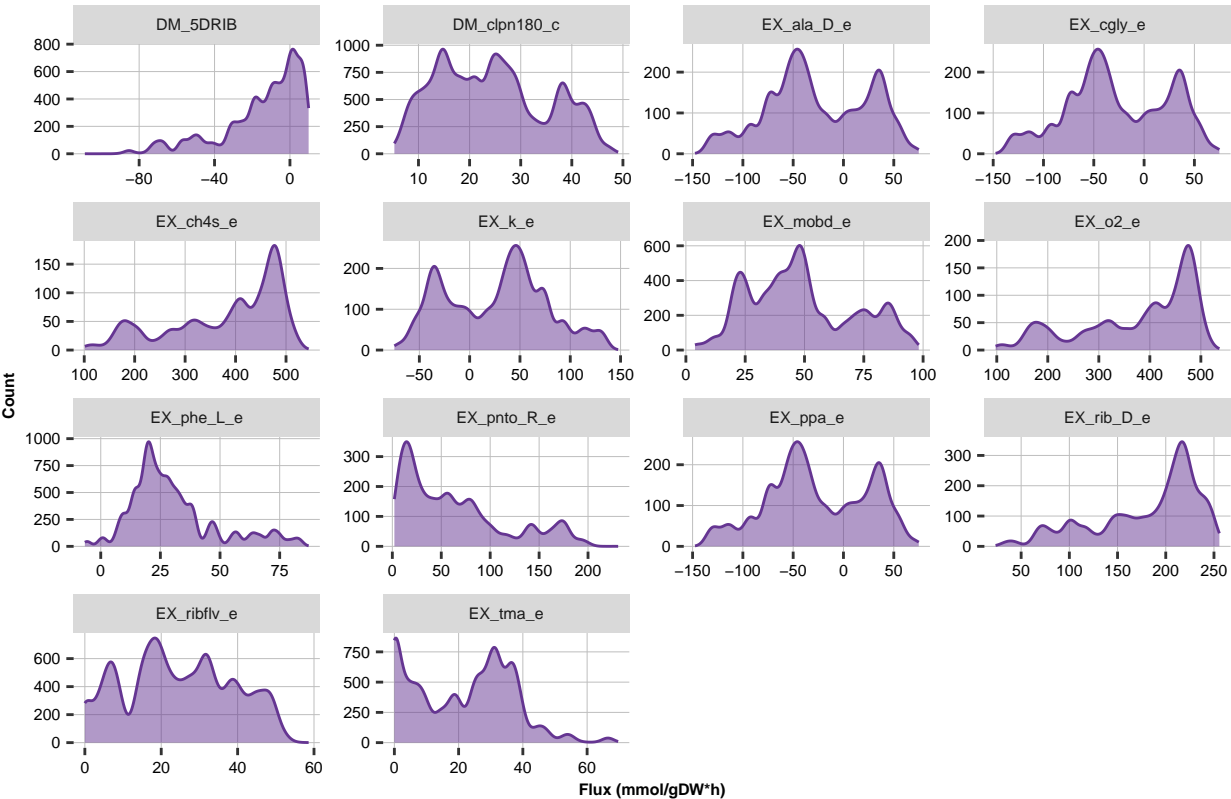 DM_5DRIB DM_clpn180_c EX_ala_D_e EX_cgly_e
800 1000
600 750 200 200
400 500
200 250 100 100
0 0 0 0
−80 −40 0 10 20 30 40 50 −150 −100 −50 0 50 −150 −100 −50 0 50
EX_ch4s_e EX_k_e EX_mobd_e EX_o2_e
150 200 600 200
100 400 150
50 100 200 100
0 0 0 50
0
100 200 300 400 500 −50 0 50 100 150 0 25 50 75 100 100 200 300 400 500
Count
EX_phe_L_e EX_pnto_R_e EX_ppa_e EX_rib_D_e
1000 300 200 300
750 200
500 200 100
250 100 100
0 0 0 0
0 25 50 75 0 50 100 150 200 −150 −100 −50 0 50 50 100 150 200 250
EX_ribflv_e EX_tma_e
600 750
400 500
200 250
0 0
0 20 40 60 0 20 40 60
Flux (mmol/gDW*h)